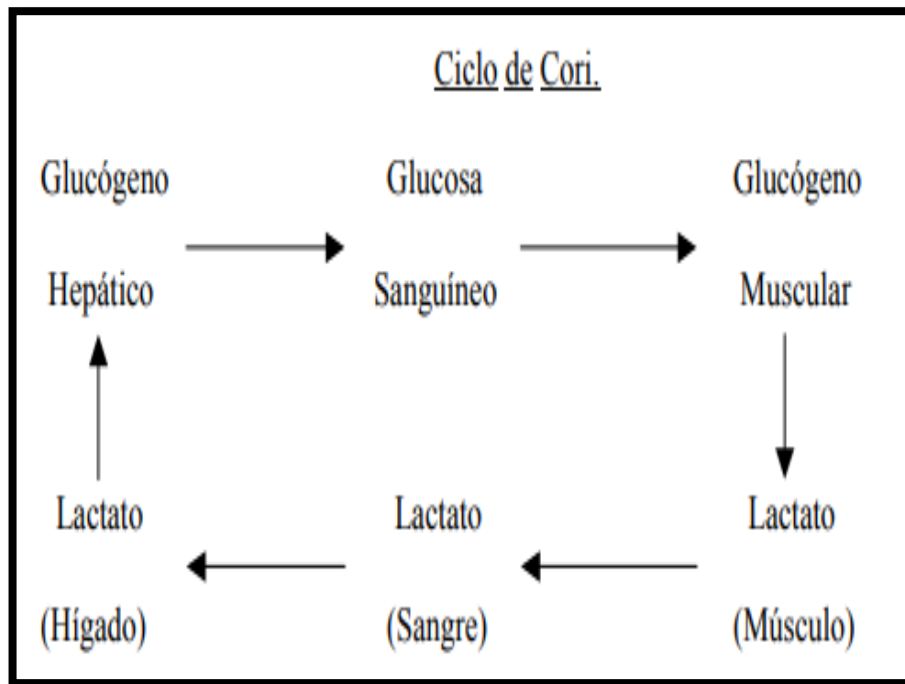 Ciclo de Cori.
Glucógeno Glucosa Glucógeno
Hepático Sanguíneo Muscular
Lactato Lactato Lactato
(Hígado) (Sangre) (Músculo)